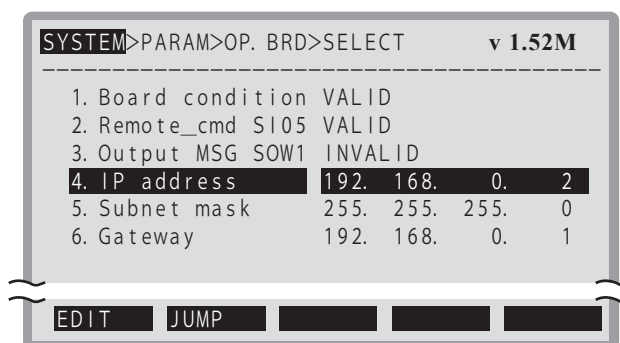 SYSTEM>PARAM>OP. BRD>SELECT v 1.52M
1. Board condition VALID
2. Remote_cmd SI05 VALID
3. Output MSG SOW1 INVALID
4. IP address 192. 168. 0. 2
5. Subnet mask 255. 255. 255. 0
6. Gateway 192. 168. 0. 1
EDIT JUMP